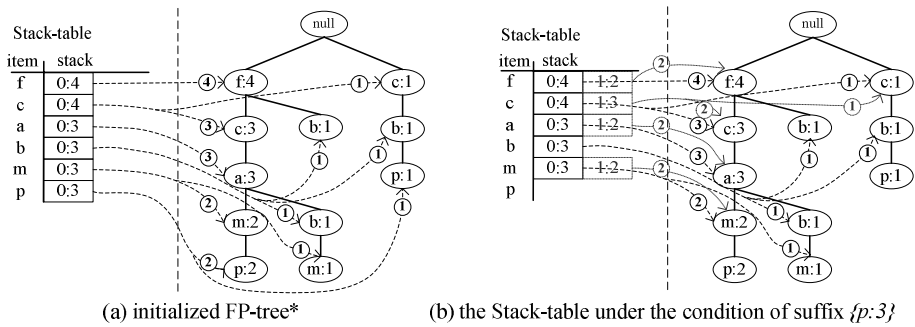 null
Stack-table
item stack
f 0:4
c 0:4
a 0:3
b 0:3
m 0:3
p 0:3
4 f:4 1 c:1
3 c:3 b:1 b:1
3 1 1
a:3 p:1
2 1 1
m:2 b:1
1
2 p:2 m:1
(a) initialized FP-tree*
null
Stack-table
item stack
f 0:4 1:2
c 0:4 1:3
a 0:3 1:2
b 0:3
m 0:3 1:2
p
2
4 f:4 1 c:1
2 1
3 c:3 b:1 b:1
2
3 1 1
2 a:3 p:1
2 1
m:2 b:1
1
p:2 m:1
(b) the Stack-table under the condition of suffix {p:3}